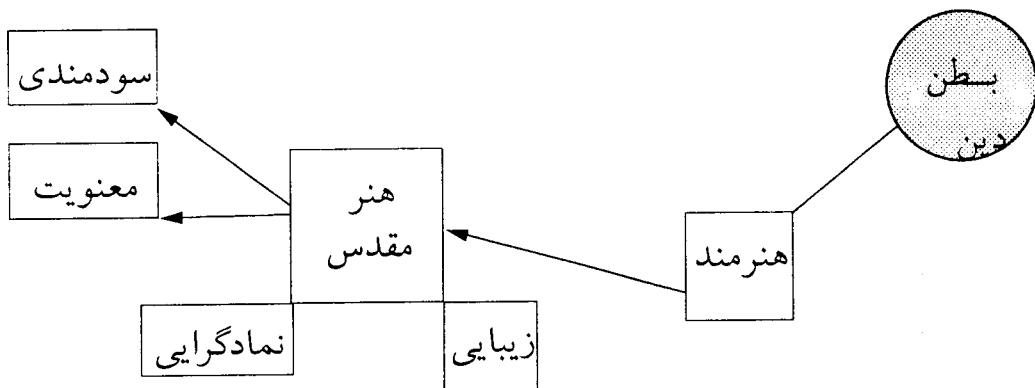 بطن
دین
هنرمند
هنر
مقدس
زیبایی
نمادگرایی
سودمندی
معنویت